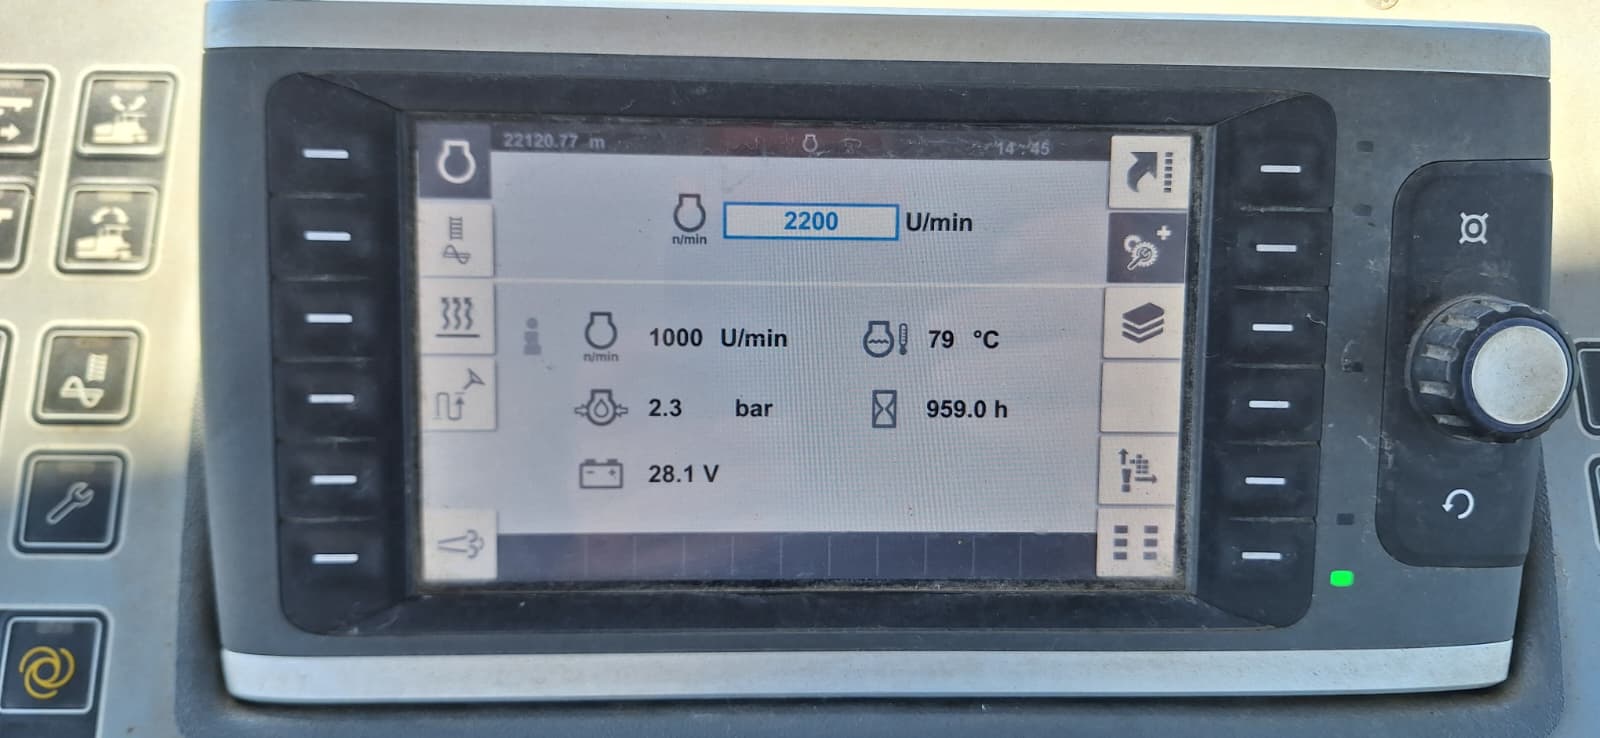 22120.77 m 14:45
n/min 2200 U/min
n/min 1000 U/min 79 °C
2.3 bar 959.0 h
28.1 V